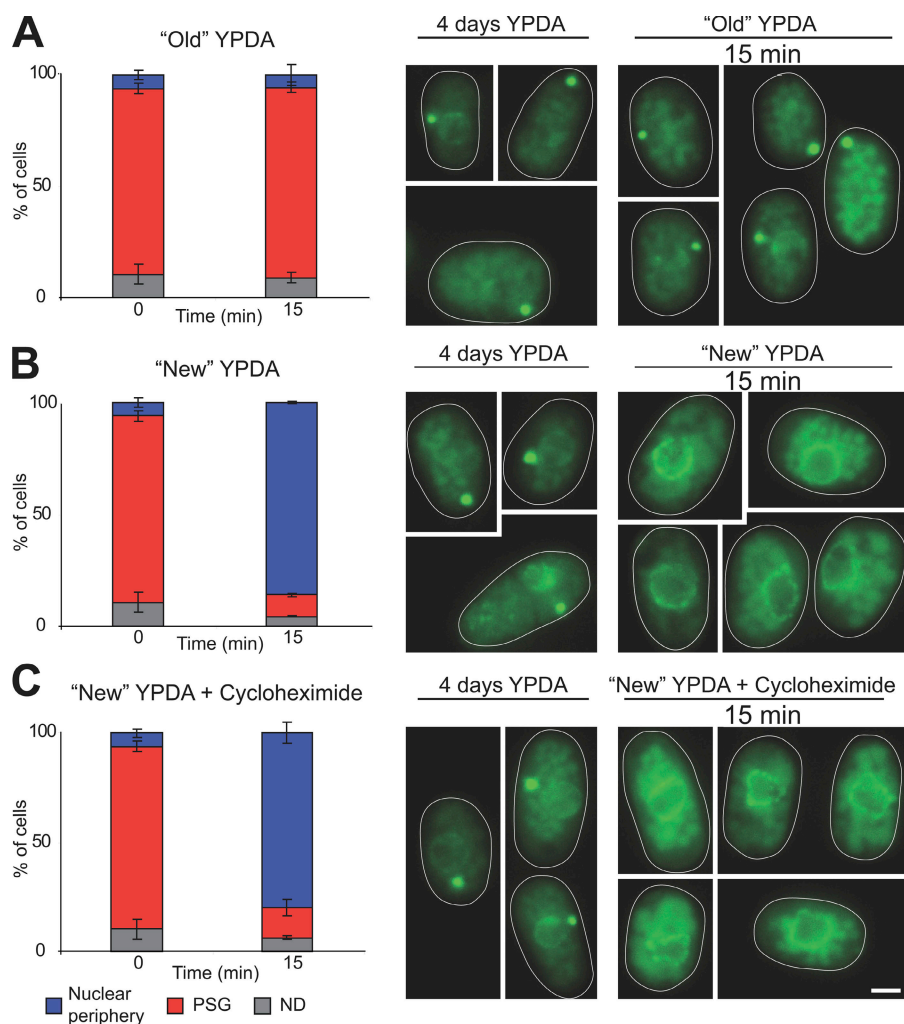 A
“Old” YPDA
100
50
0
% of cells
0
15
Time (min)
4 days YPDA
“Old” YPDA
15 min
B
“New” YPDA
100
50
0
% of cells
0
15
Time (min)
4 days YPDA
“New” YPDA
15 min
C
“New” YPDA + Cycloheximide
100
50
0
% of cells
0
15
Time (min)
4 days YPDA
“New” YPDA + Cycloheximide
15 min
Nuclear
periphery
PSG
ND